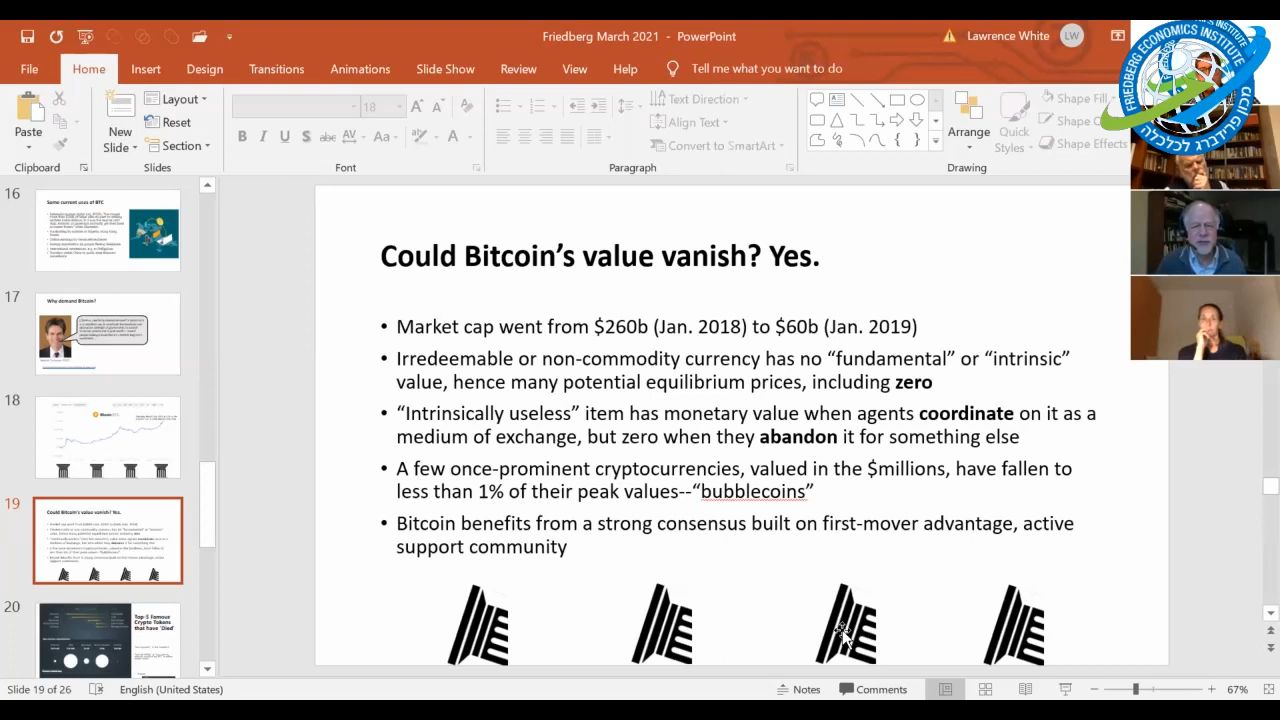 Friedberg March 2021 - PowerPoint
Lawrence White
LW
FRIEDBERG ECONOMICS INSTITUTE
מכון פרידברג לכלכלה
File Home Insert Design Transitions Animations Slide Show Review View Help Tell me what you want to do
Paste
Clipboard
New Slide
Layout
Reset
Section
Slides
18
B I U S abc AV Aa A
Font
Text Direction
Align Text
Convert to SmartArt
Paragraph
Arrange
Quick Styles
Shape Fill
Shape Effects
Drawing
16
Some current uses of BTC
17
Why demand Bitcoin?
18
19
Could Bitcoin's value vanish? Yes.
20
Top 5 Famous
Crypto Tokens
that have 'Died'
Could Bitcoin’s value vanish? Yes.
• Market cap went from $260b (Jan. 2018) to $60b (Jan. 2019)
• Irredeemable or non-commodity currency has no “fundamental” or “intrinsic”
value, hence many potential equilibrium prices, including zero
• “Intrinsically useless” item has monetary value when agents coordinate on it as a
medium of exchange, but zero when they abandon it for something else
• A few once-prominent cryptocurrencies, valued in the $millions, have fallen to
less than 1% of their peak values--“bubblecoins”
• Bitcoin benefits from a strong consensus built on first-mover advantage, active
support community
Slide 19 of 26
English (United States)
Notes
Comments
67%